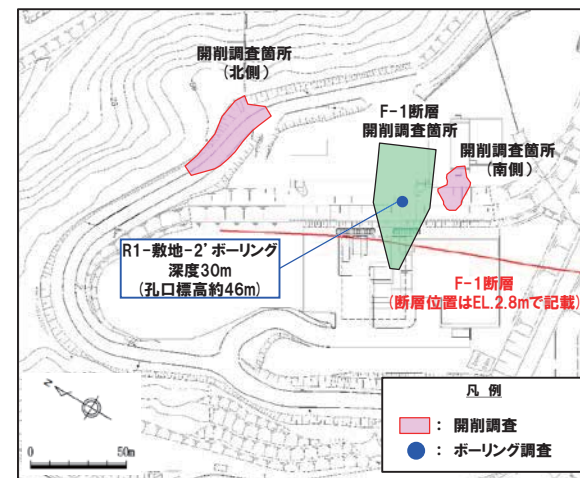 開削調査箇所
(北側)
F-1断層
開削調査箇所
開削調査箇所
(南側)
R1-敷地-2’ボーリング
深度30m
(孔口標高約46m)
F-1断層
(断層位置はEL.2.8mで記載)
N
0 50m
凡 例
: 開削調査
: ボーリング調査